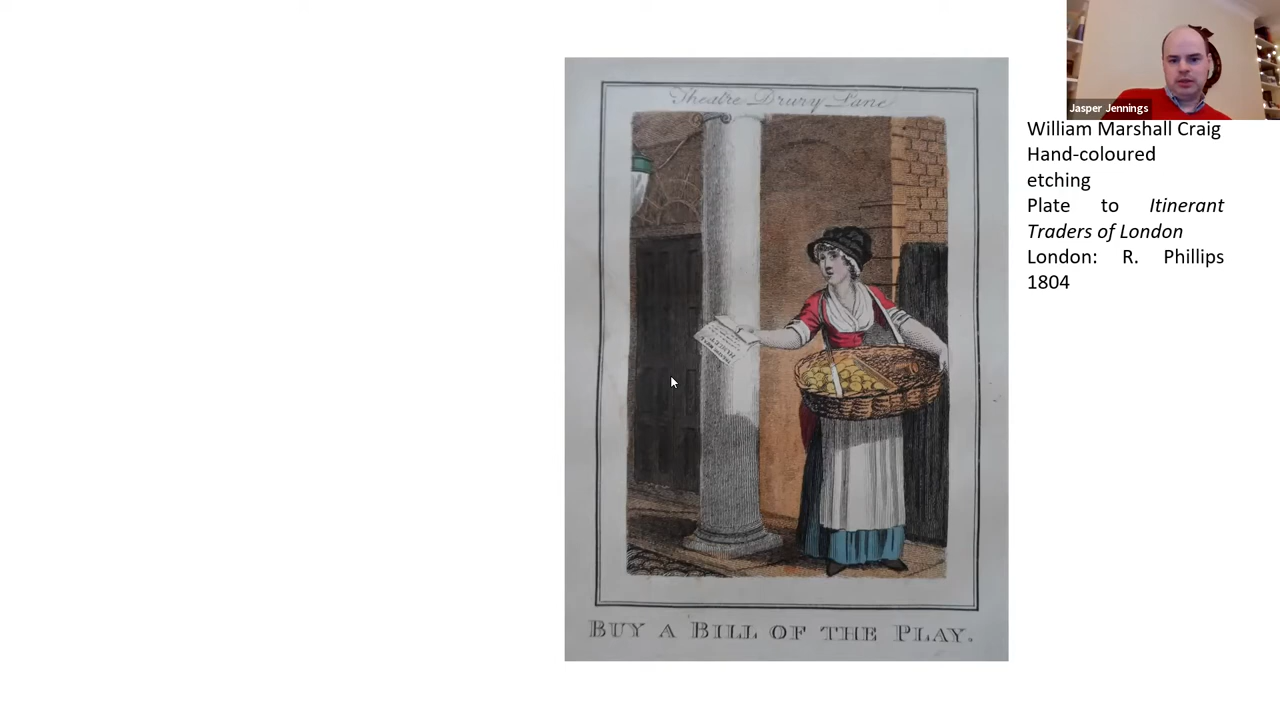 Theatre Drury Lane
BUY A BILL OF THE PLAY.
Jasper Jennings
William Marshall Craig
Hand-coloured
etching
Plate to Itinerant
Traders of London
London: R. Phillips
1804